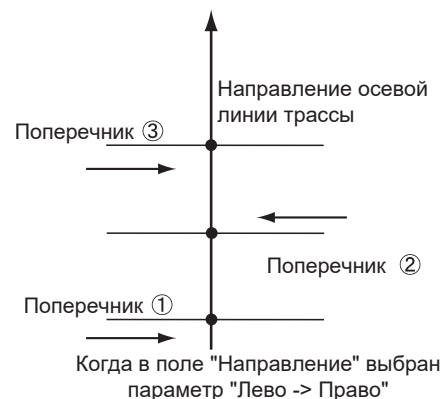 Направление осевой
линии трассы
Поперечник ③
Поперечник ②
Поперечник ①
Когда в поле "Направление" выбран
параметр "Лево -> Право"